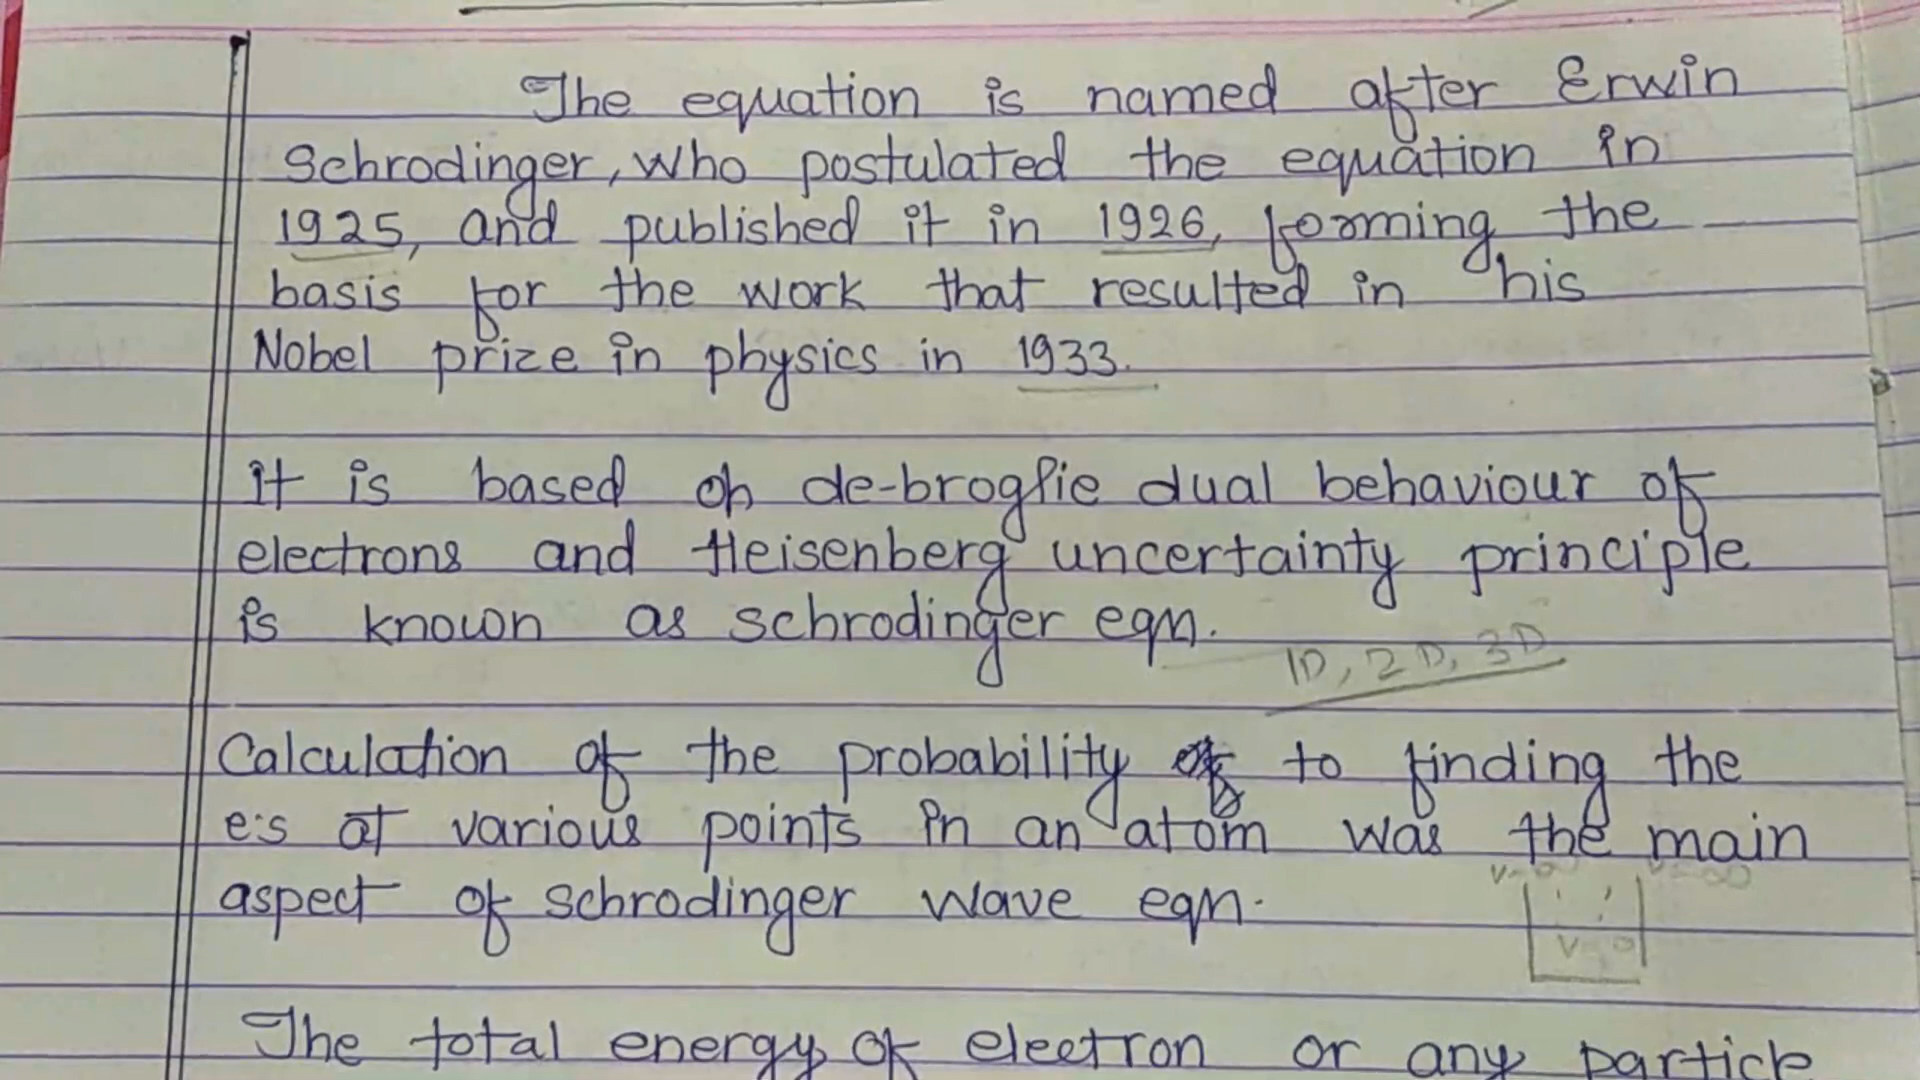 The equation is named after Erwin
Schrodinger, who postulated the equation in
1925, and published it in 1926, forming the
basis for the work that resulted in his
Nobel prize in physics in 1933.
it is based on de-broglie dual behaviour of
electrons and Heisenberg uncertainty principle
is known as schrodinger eqn.
1D, 2D, 3D
Calculation of the probability to finding the
e's at various points in an atom was the main
aspect of schrodinger wave eqn.
V=∞ V=∞
V=0
The total energy of electron or any particle